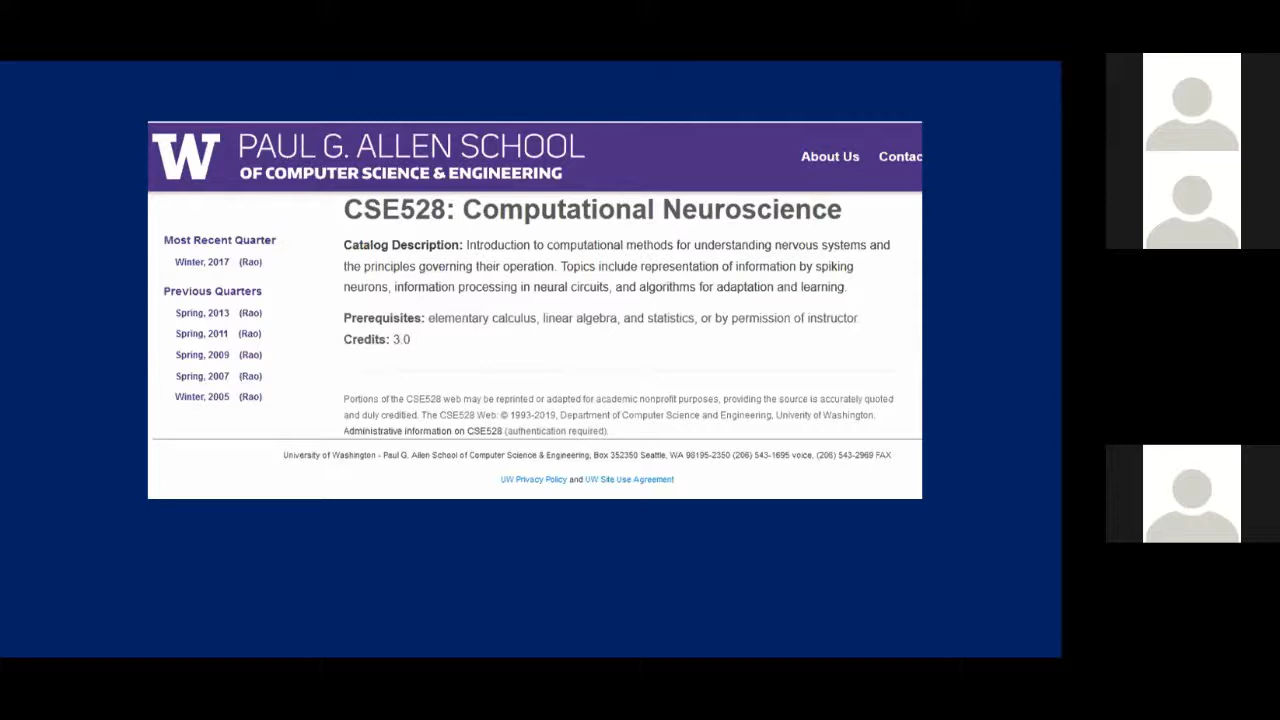 W PAUL G. ALLEN SCHOOL
OF COMPUTER SCIENCE & ENGINEERING
About Us Contac
CSE528: Computational Neuroscience
Most Recent Quarter
Winter, 2017 (Rao)
Previous Quarters
Spring, 2013 (Rao)
Spring, 2011 (Rao)
Spring, 2009 (Rao)
Spring, 2007 (Rao)
Winter, 2005 (Rao)
Catalog Description: Introduction to computational methods for understanding nervous systems and
the principles governing their operation. Topics include representation of information by spiking
neurons, information processing in neural circuits, and algorithms for adaptation and learning.
Prerequisites: elementary calculus, linear algebra, and statistics, or by permission of instructor
Credits: 3.0
Portions of the CSE528 web may be reprinted or adapted for academic nonprofit purposes, providing the source is accurately quoted
and duly creditied. The CSE528 Web: © 1993-2019, Department of Computer Science and Engineering, Univerity of Washington.
Administrative information on CSE528 (authentication required).
University of Washington - Paul G. Allen School of Computer Science & Engineering, Box 352350 Seattle, WA 98195-2350 (206) 543-1695 voice, (206) 543-2969 FAX
UW Privacy Policy and UW Site Use Agreement